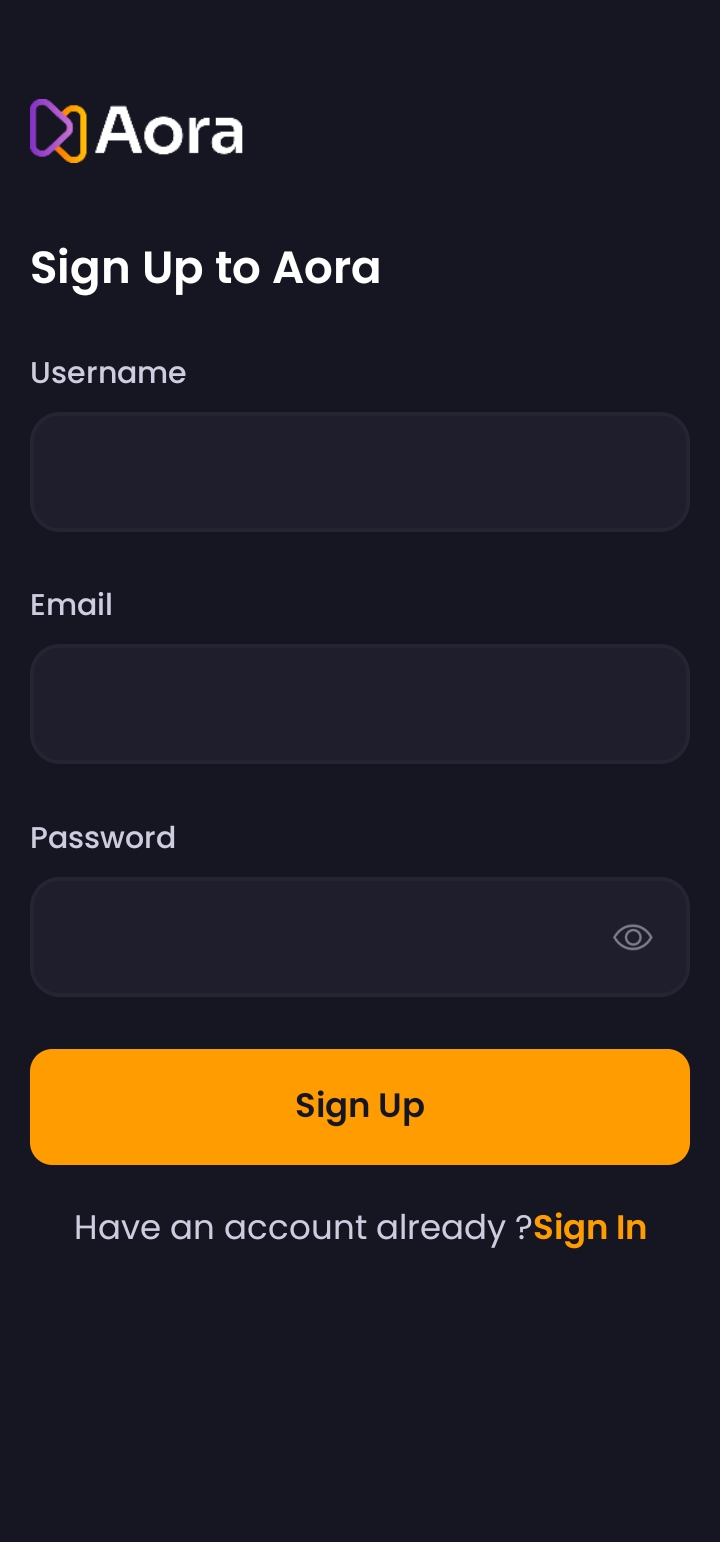 Aora
Sign Up to Aora
Username
Email
Password
Sign Up
Have an account already ?Sign In